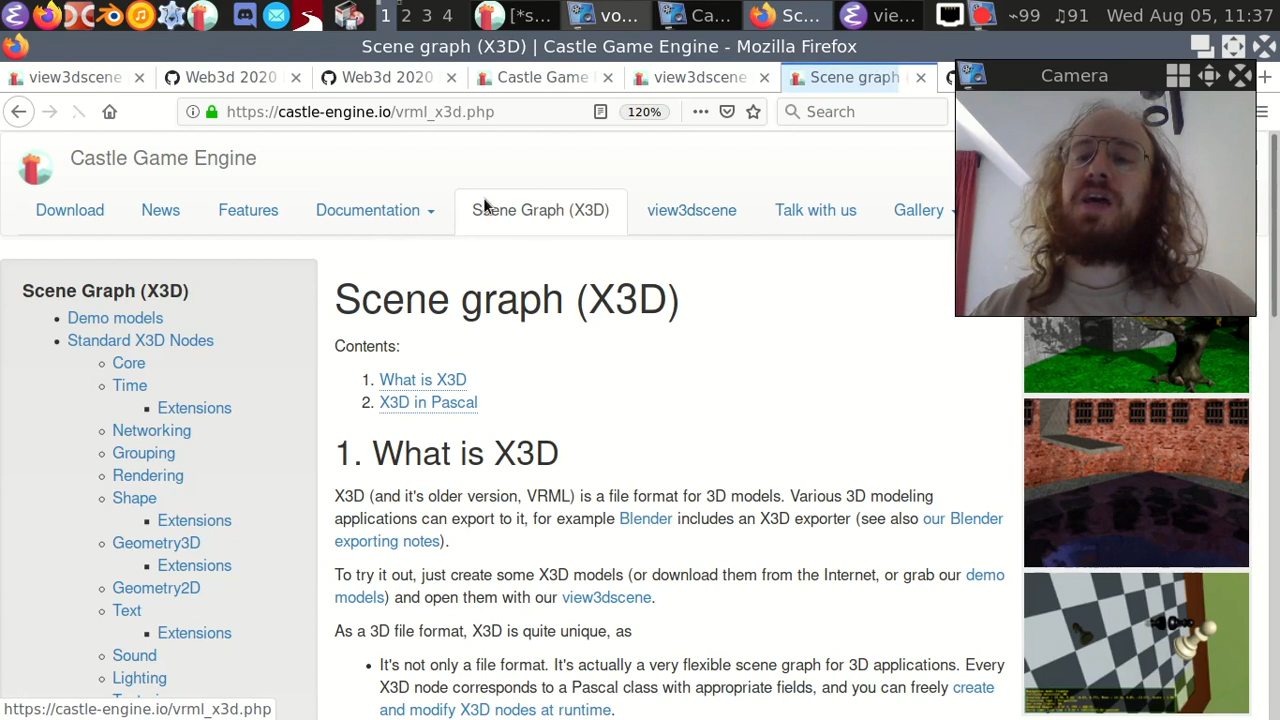 1 2 3 4 [*sc... vo... Ca... Sc... vie... ~99 ♫91 Wed Aug 05, 11:37
Scene graph (X3D) | Castle Game Engine - Mozilla Firefox
view3dscene Web3d 2020 Web3d 2020 Castle Game view3dscene Scene graph
https://castle-engine.io/vrml_x3d.php 120% Search
Camera
Castle Game Engine
Download News Features Documentation Scene Graph (X3D) view3dscene Talk with us Gallery
Scene Graph (X3D)
Demo models
Standard X3D Nodes
Core
Time
Extensions
Networking
Grouping
Rendering
Shape
Extensions
Geometry3D
Extensions
Geometry2D
Text
Extensions
Sound
Lighting
Scene graph (X3D)
Contents:
1. What is X3D
2. X3D in Pascal
1. What is X3D
X3D (and it's older version, VRML) is a file format for 3D models. Various 3D modeling
applications can export to it, for example Blender includes an X3D exporter (see also our Blender
exporting notes).
To try it out, just create some X3D models (or download them from the Internet, or grab our demo
models) and open them with our view3dscene.
As a 3D file format, X3D is quite unique, as
It's not only a file format. It's actually a very flexible scene graph for 3D applications. Every
X3D node corresponds to a Pascal class with appropriate fields, and you can freely create
and modify X3D nodes at runtime.
https://castle-engine.io/vrml_x3d.php